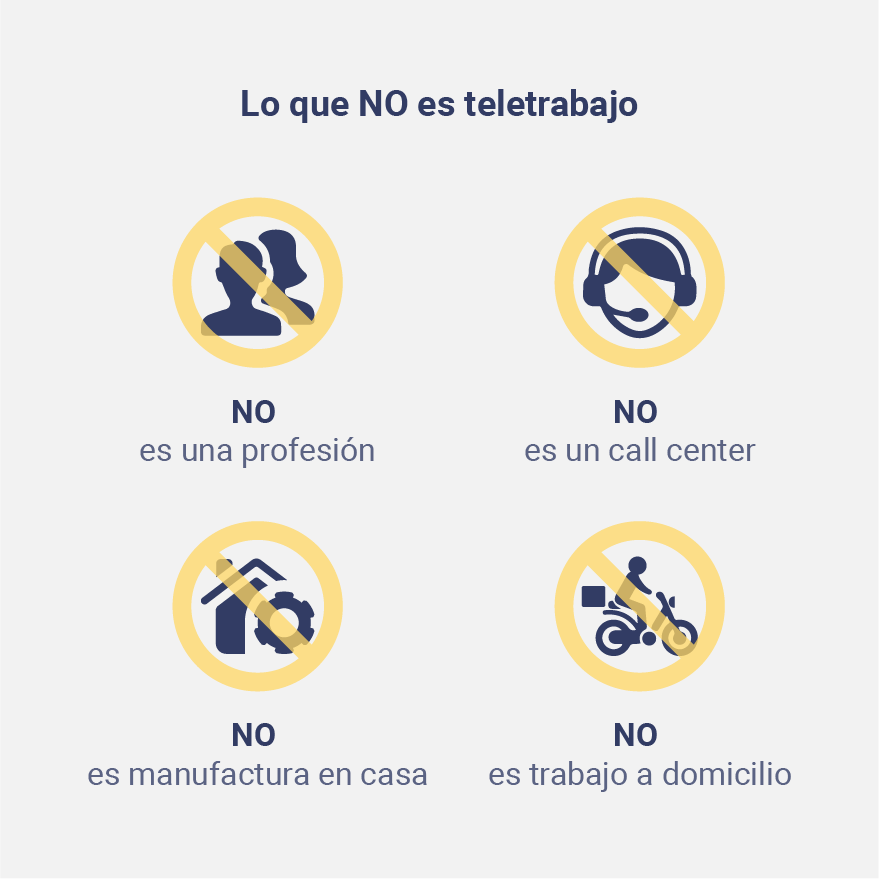 Lo que NO es teletrabajo
NO
es una profesión
NO
es un call center
NO
es manufactura en casa
NO
es trabajo a domicilio